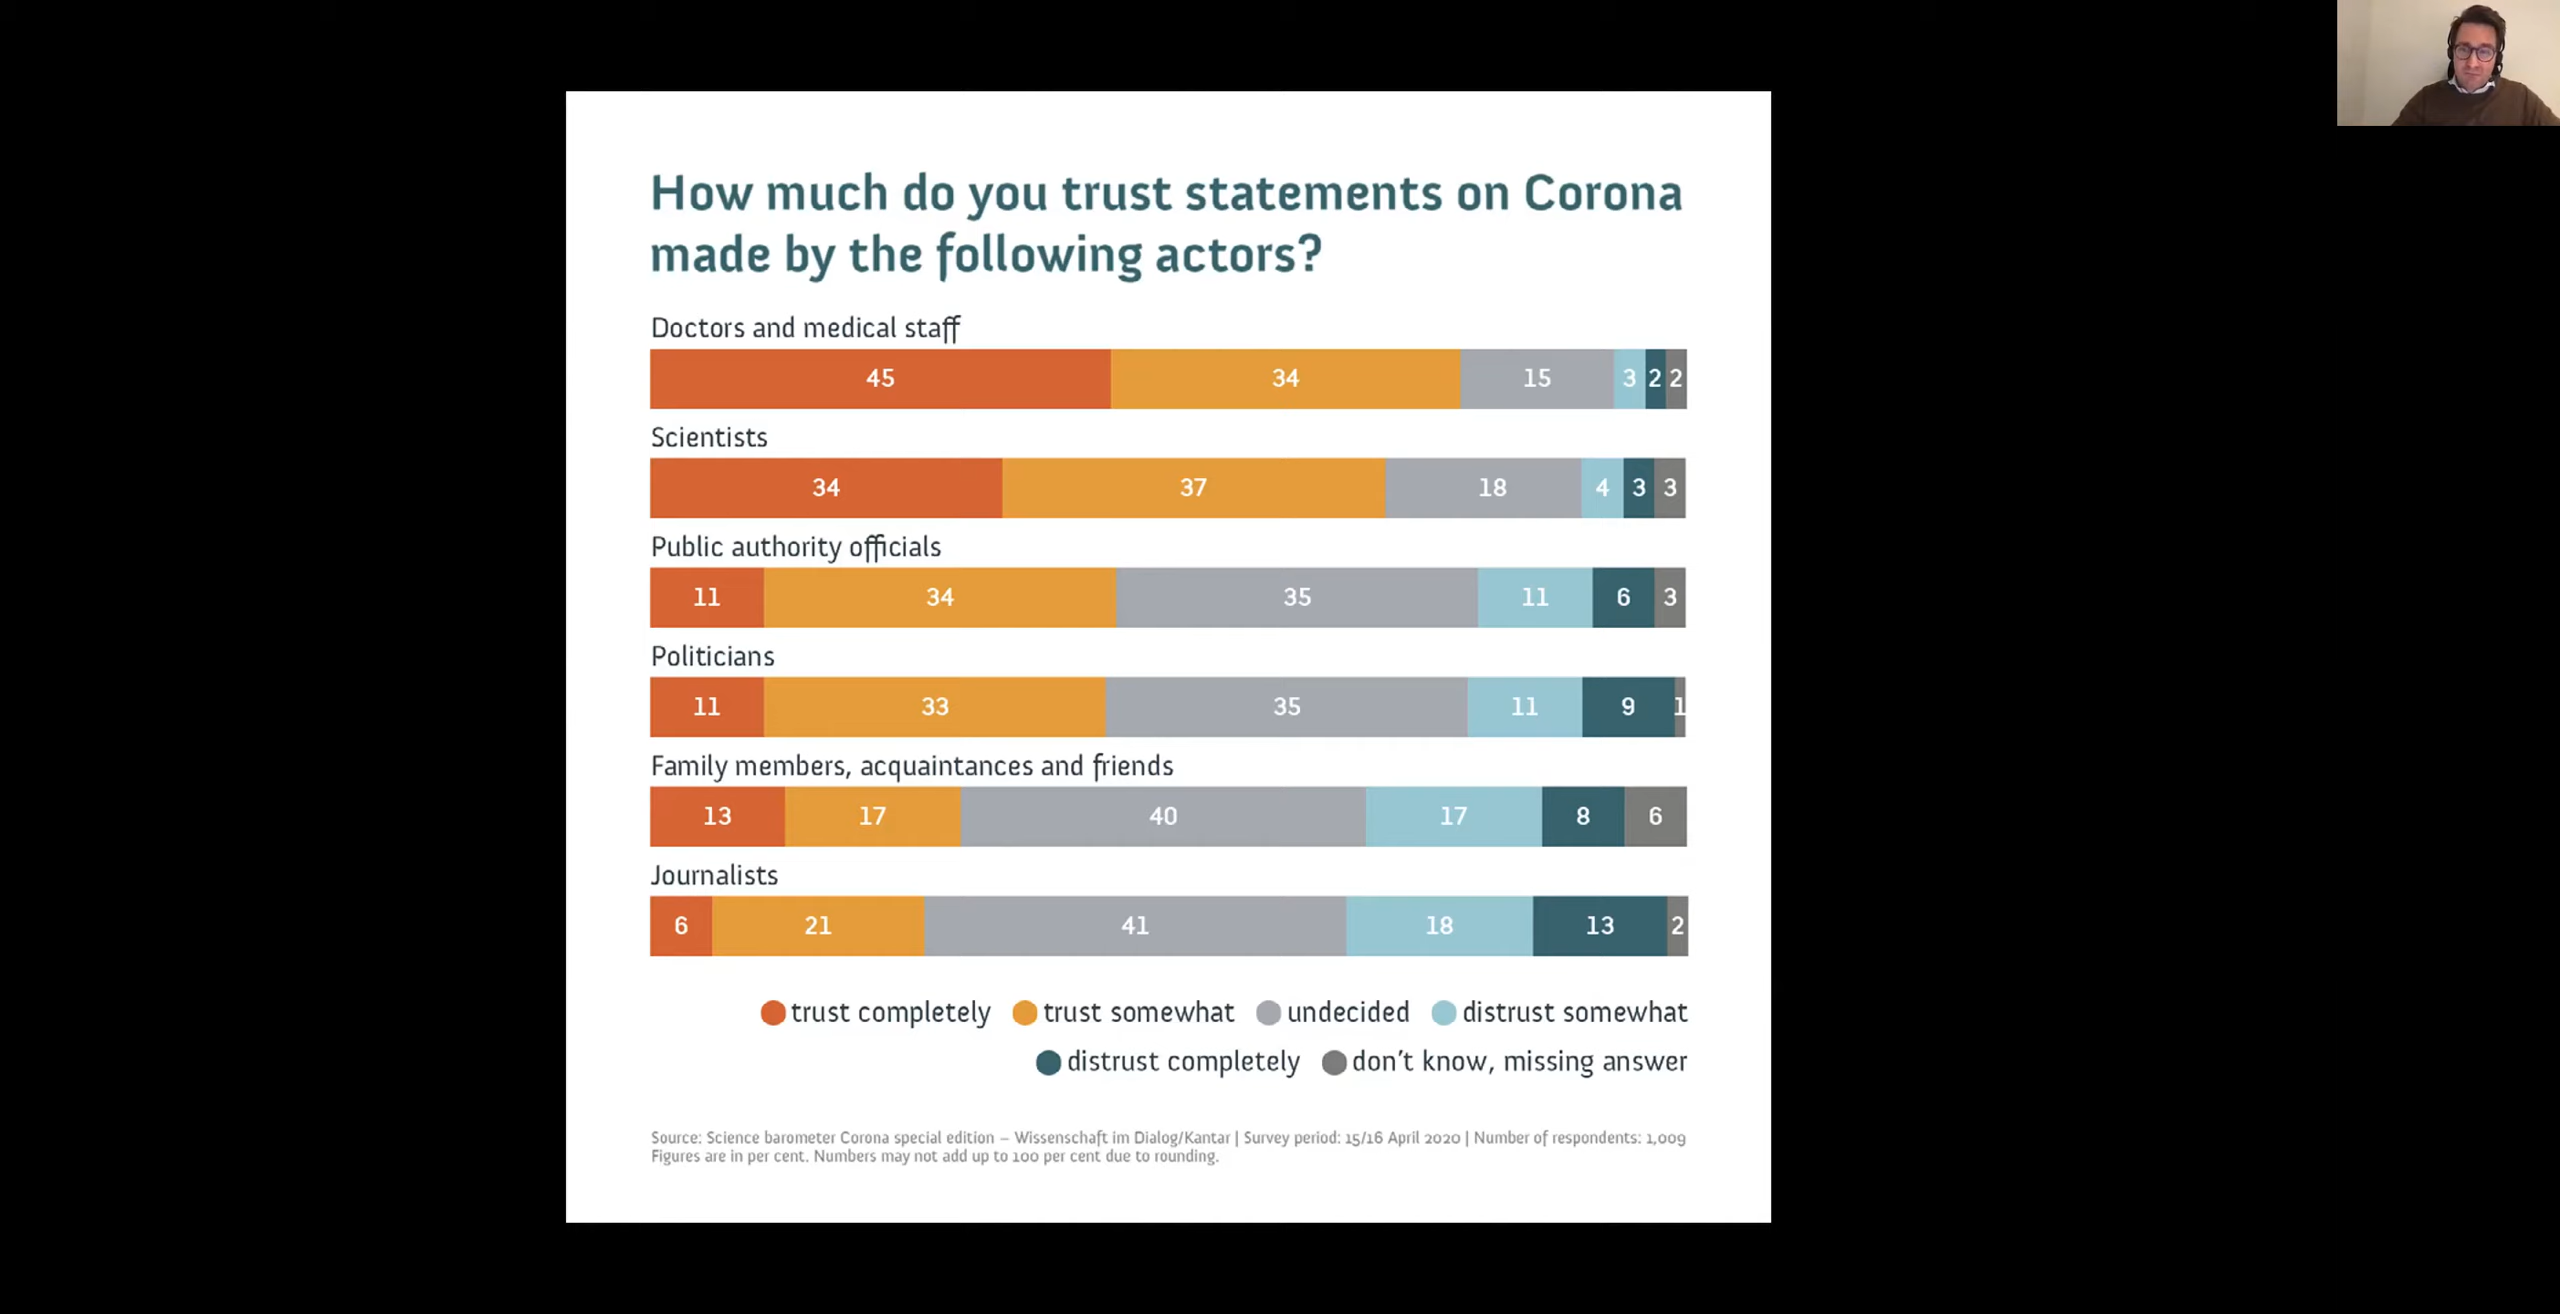 How much do you trust statements on Corona
made by the following actors?
Doctors and medical staff
45 34 15 3 2 2
Scientists
34 37 18 4 3 3
Public authority officials
11 34 35 11 6 3
Politicians
11 33 35 11 9 1
Family members, acquaintances and friends
13 17 40 17 8 6
Journalists
6 21 41 18 13 2
trust completely trust somewhat undecided distrust somewhat
distrust completely don't know, missing answer
Source: Science barometer Corona special edition – Wissenschaft im Dialog/Kantar | Survey period: 15/16 April 2020 | Number of respondents: 1,009
Figures are in per cent. Numbers may not add up to 100 per cent due to rounding.